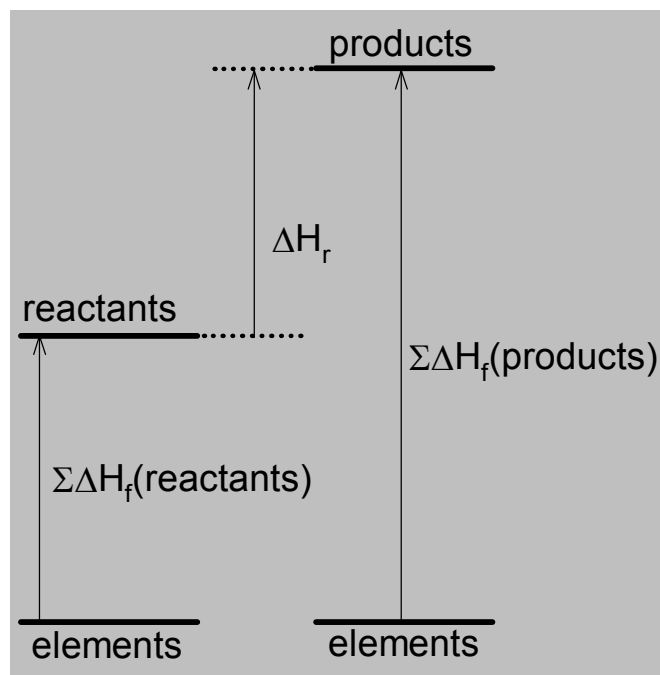 products
ΔHr
reactants
ΣΔHf(products)
ΣΔHf(reactants)
elements
elements